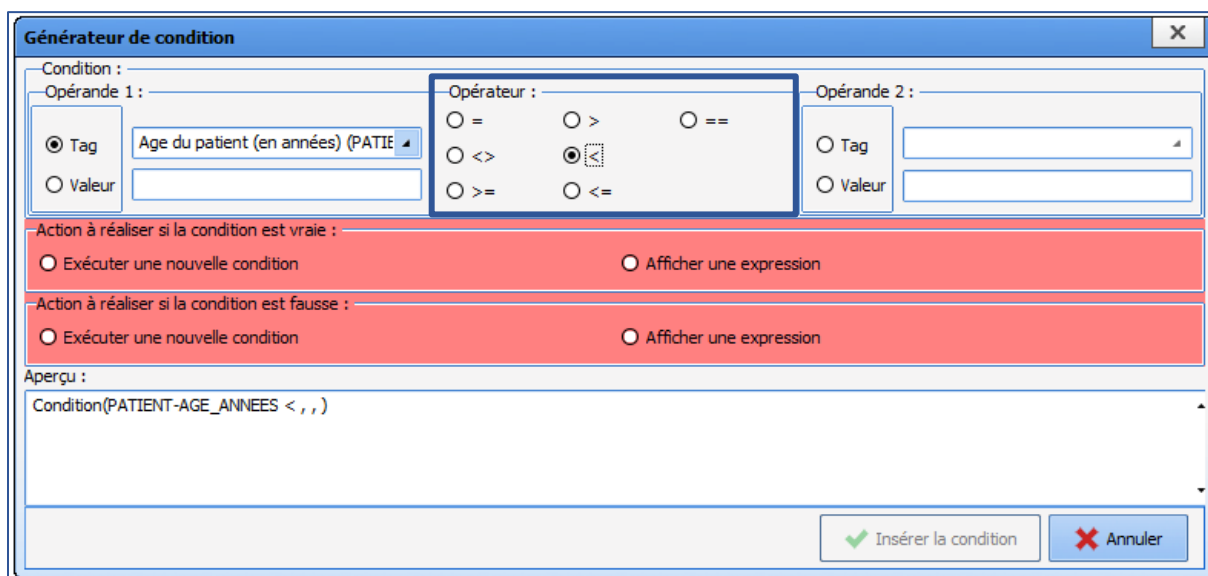 Générateur de condition
Condition :
Opérande 1 :
Opérateur :
Opérande 2 :
Tag
Age du patient (en années) (PATIE
Valeur
=
>
==
<>
<
>=
<=
Tag
Valeur
Action à réaliser si la condition est vraie :
Exécuter une nouvelle condition
Afficher une expression
Action à réaliser si la condition est fausse :
Exécuter une nouvelle condition
Afficher une expression
Aperçu :
Condition(PATIENT-AGE_ANNEES < , , )
Insérer la condition
Annuler